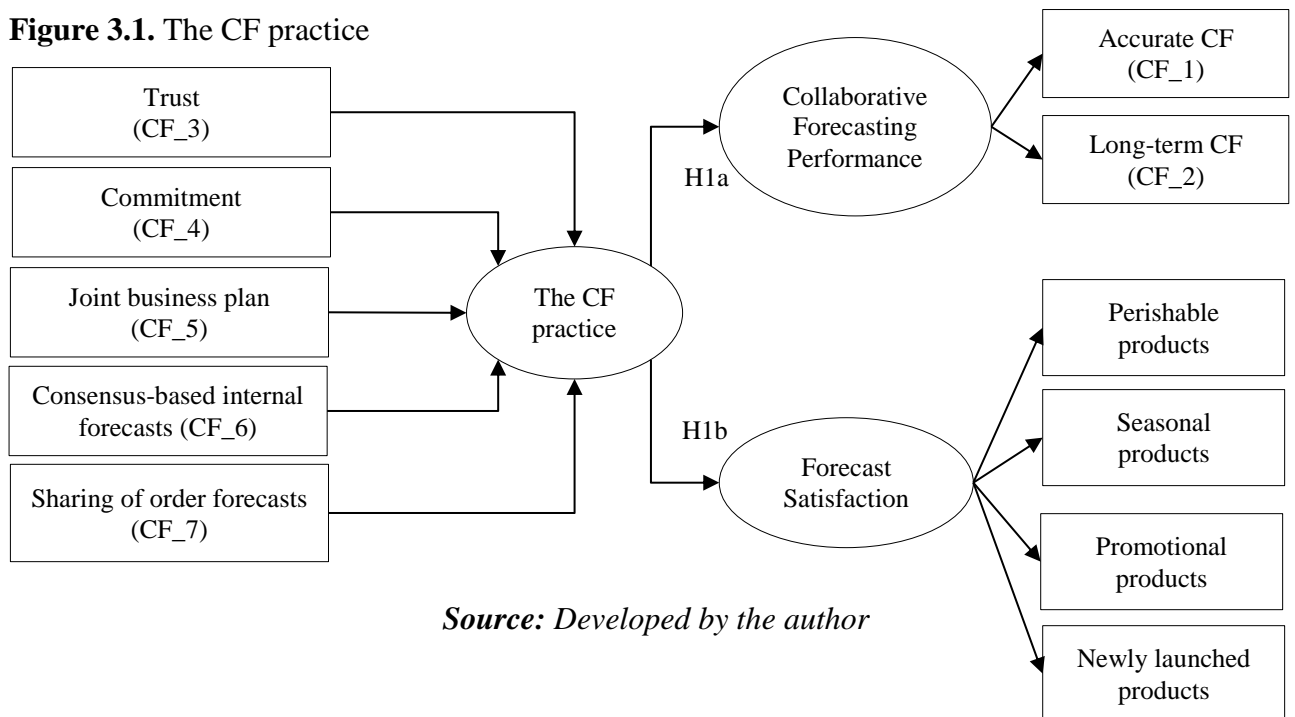 Figure 3.1. The CF practice
Trust
(CF_3)
Commitment
(CF_4)
Joint business plan
(CF_5)
Consensus-based internal
forecasts (CF_6)
Sharing of order forecasts
(CF_7)
The CF
practice
H1a
H1b
Collaborative
Forecasting
Performance
Forecast
Satisfaction
Accurate CF
(CF_1)
Long-term CF
(CF_2)
Perishable
products
Seasonal
products
Promotional
products
Newly launched
products
Source: Developed by the author